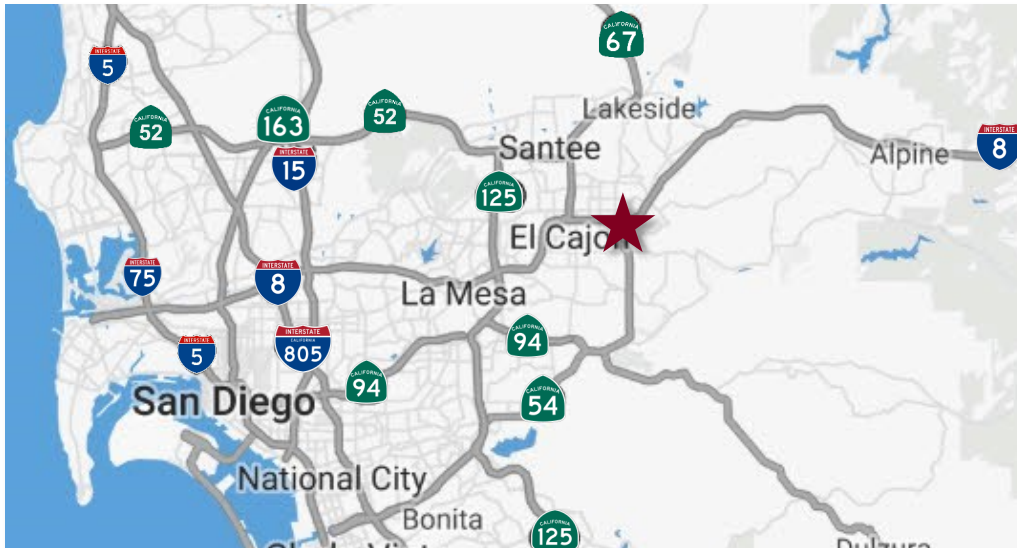 CALIFORNIA
67
INTERSTATE
5
CALIFORNIA
52
CALIFORNIA
163
CALIFORNIA
52
Lakeside
INTERSTATE
8
Santee
Alpine
INTERSTATE
15
CALIFORNIA
125
El Cajon
INTERSTATE
75
INTERSTATE
8
La Mesa
INTERSTATE
CALIFORNIA
805
CALIFORNIA
94
INTERSTATE
5
CALIFORNIA
94
CALIFORNIA
54
San Diego
National City
Bonita
CALIFORNIA
125